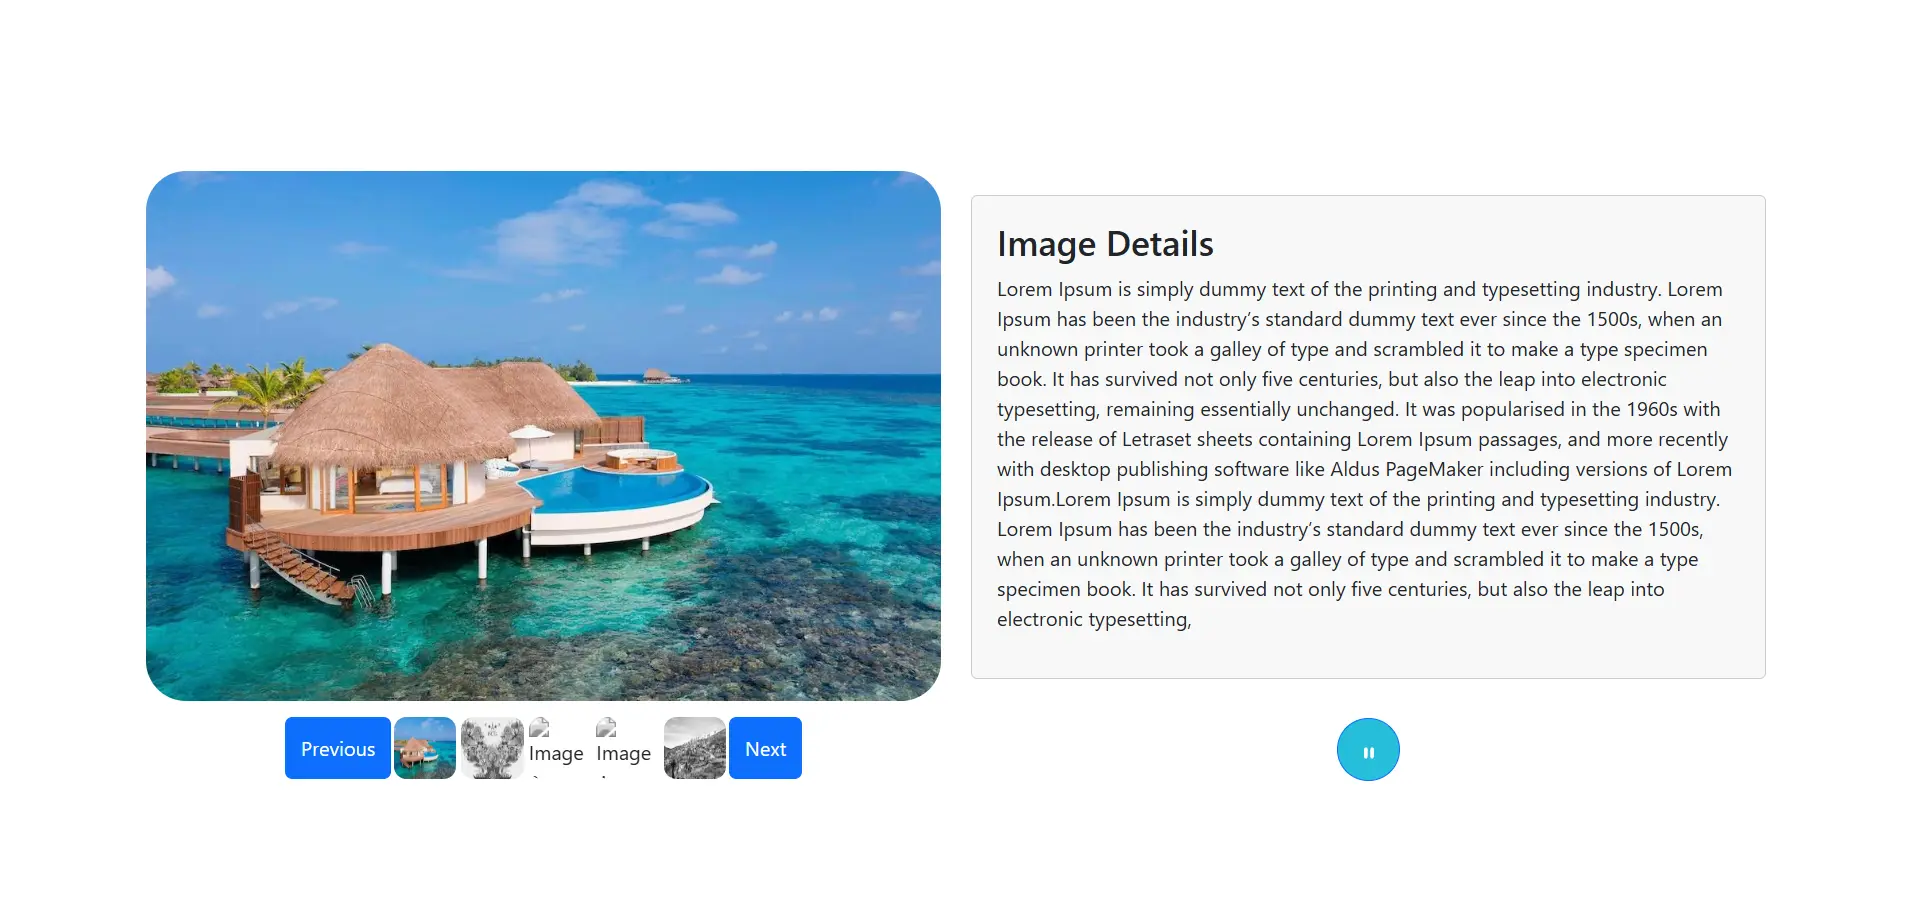 Image Details
Lorem Ipsum is simply dummy text of the printing and typesetting industry. Lorem
Ipsum has been the industry’s standard dummy text ever since the 1500s, when an
unknown printer took a galley of type and scrambled it to make a type specimen
book. It has survived not only five centuries, but also the leap into electronic
typesetting, remaining essentially unchanged. It was popularised in the 1960s with
the release of Letraset sheets containing Lorem Ipsum passages, and more recently
with desktop publishing software like Aldus PageMaker including versions of Lorem
Ipsum.Lorem Ipsum is simply dummy text of the printing and typesetting industry.
Lorem Ipsum has been the industry’s standard dummy text ever since the 1500s,
when an unknown printer took a galley of type and scrambled it to make a type
specimen book. It has survived not only five centuries, but also the leap into
electronic typesetting,
Previous
Image
Image
Next